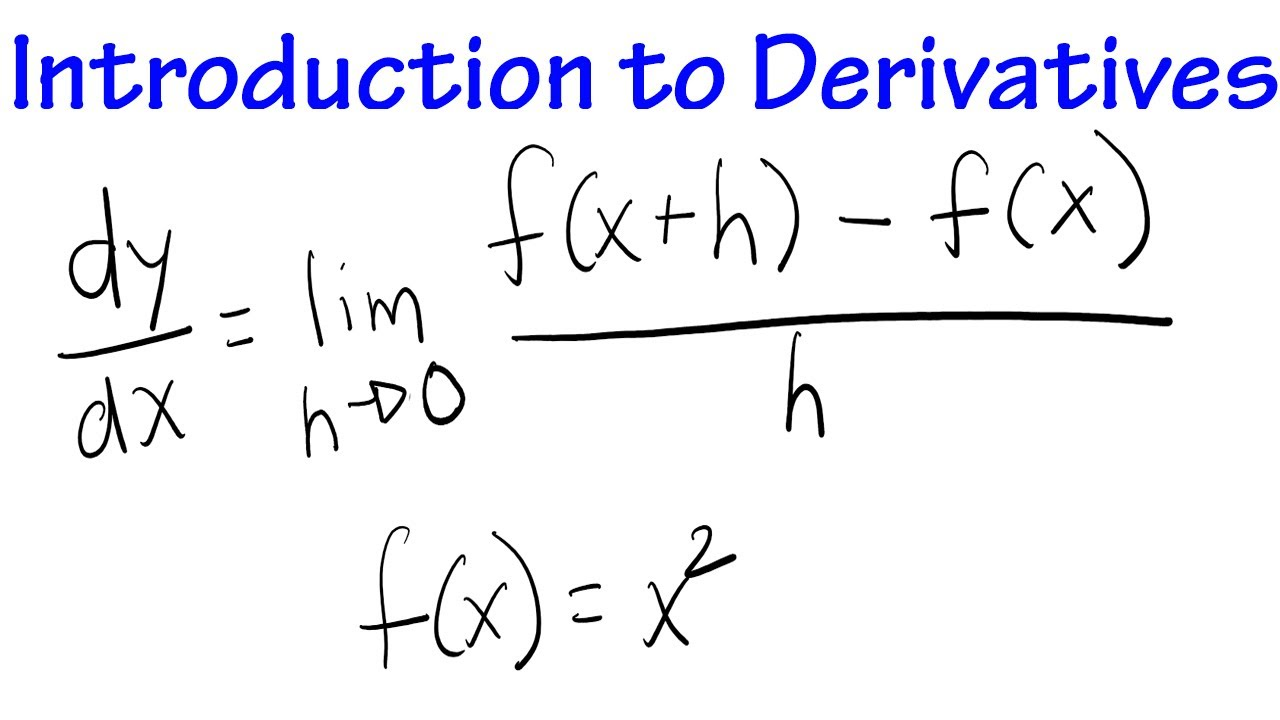 Introduction to Derivatives
dy/dx = lim h→0 f(x+h) - f(x) / h
f(x) = x²